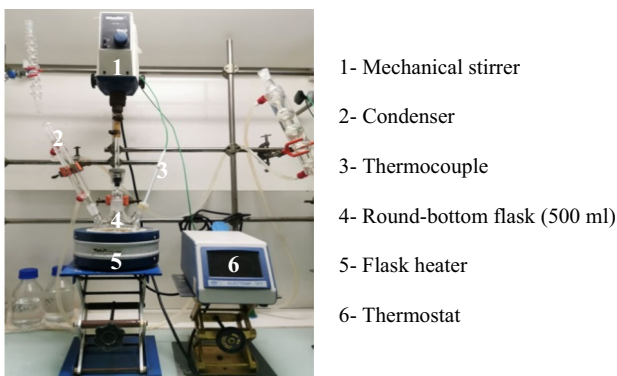 1
2
3
4
5
6
1- Mechanical stirrer
2- Condenser
3- Thermocouple
4- Round-bottom flask (500 ml)
5- Flask heater
6- Thermostat